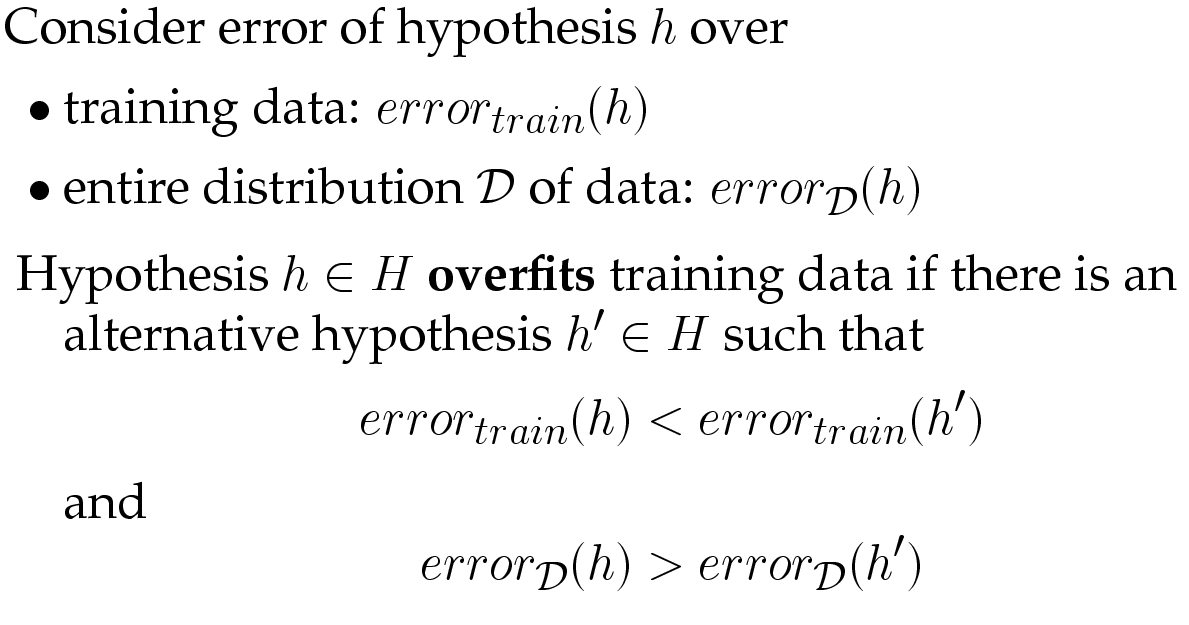 Consider error of hypothesis h over
• training data: error_train(h)
• entire distribution 𝒟 of data: error_𝒟(h)
Hypothesis h ∈ H overfits training data if there is an
alternative hypothesis h′ ∈ H such that
error_train(h) < error_train(h′)
and
error_𝒟(h) > error_𝒟(h′)